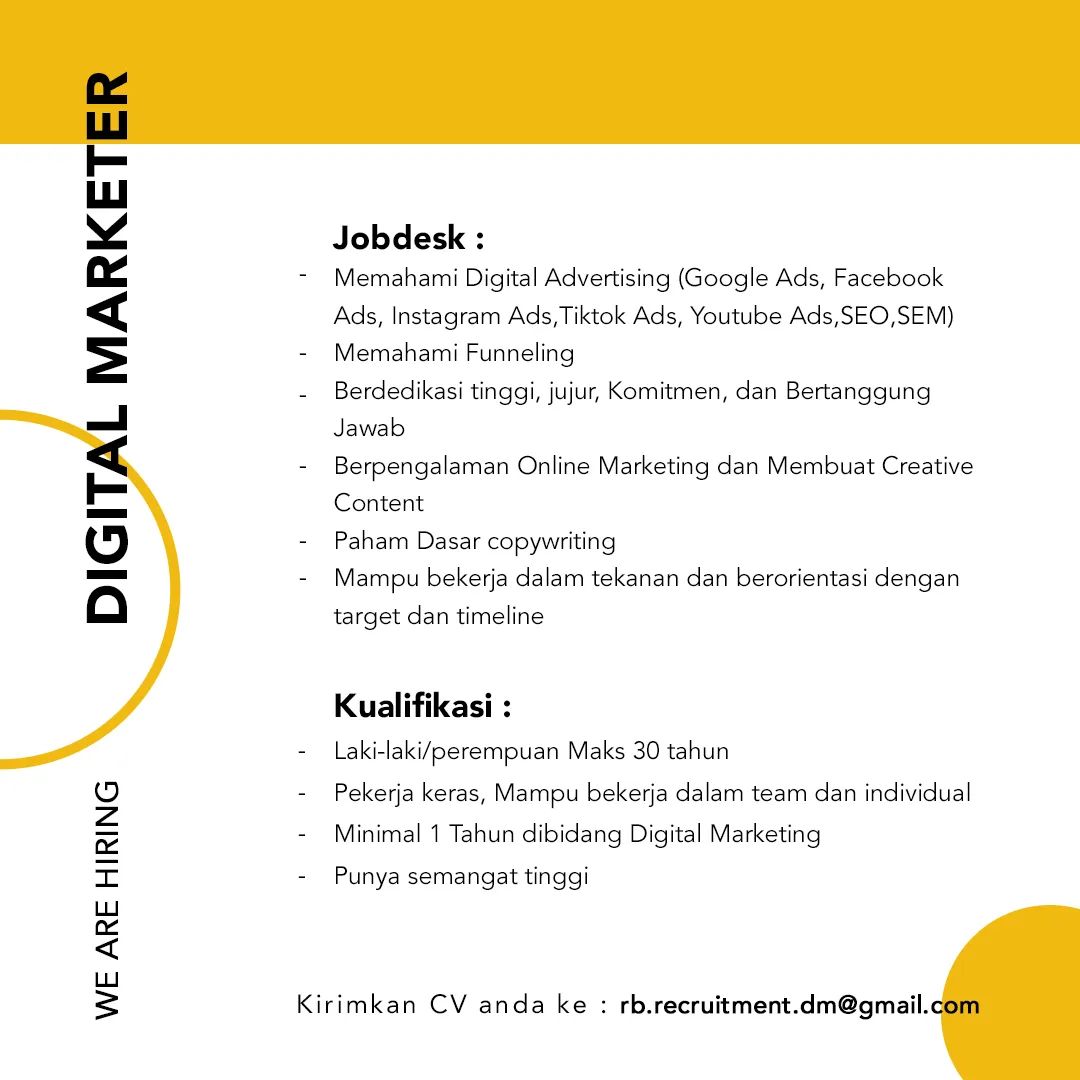 DIGITAL MARKETER
WE ARE HIRING
Jobdesk :
- Memahami Digital Advertising (Google Ads, Facebook
Ads, Instagram Ads,Tiktok Ads, Youtube Ads,SEO,SEM)
- Memahami Funneling
- Berdedikasi tinggi, jujur, Komitmen, dan Bertanggung
Jawab
- Berpengalaman Online Marketing dan Membuat Creative
Content
- Paham Dasar copywriting
- Mampu bekerja dalam tekanan dan berorientasi dengan
target dan timeline
Kualifikasi :
- Laki-laki/perempuan Maks 30 tahun
- Pekerja keras, Mampu bekerja dalam team dan individual
- Minimal 1 Tahun dibidang Digital Marketing
- Punya semangat tinggi
Kirimkan CV anda ke : rb.recruitment.dm@gmail.com